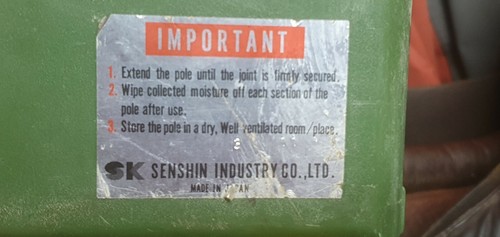 IMPORTANT
1. Extend the pole until the joint is firmly secured.
2. Wipe collected moisture off each section of the
pole after use.
3. Store the pole in a dry, Well ventilated room/place.
SK SENSHIN INDUSTRY CO.,LTD.
MADE IN JAPAN